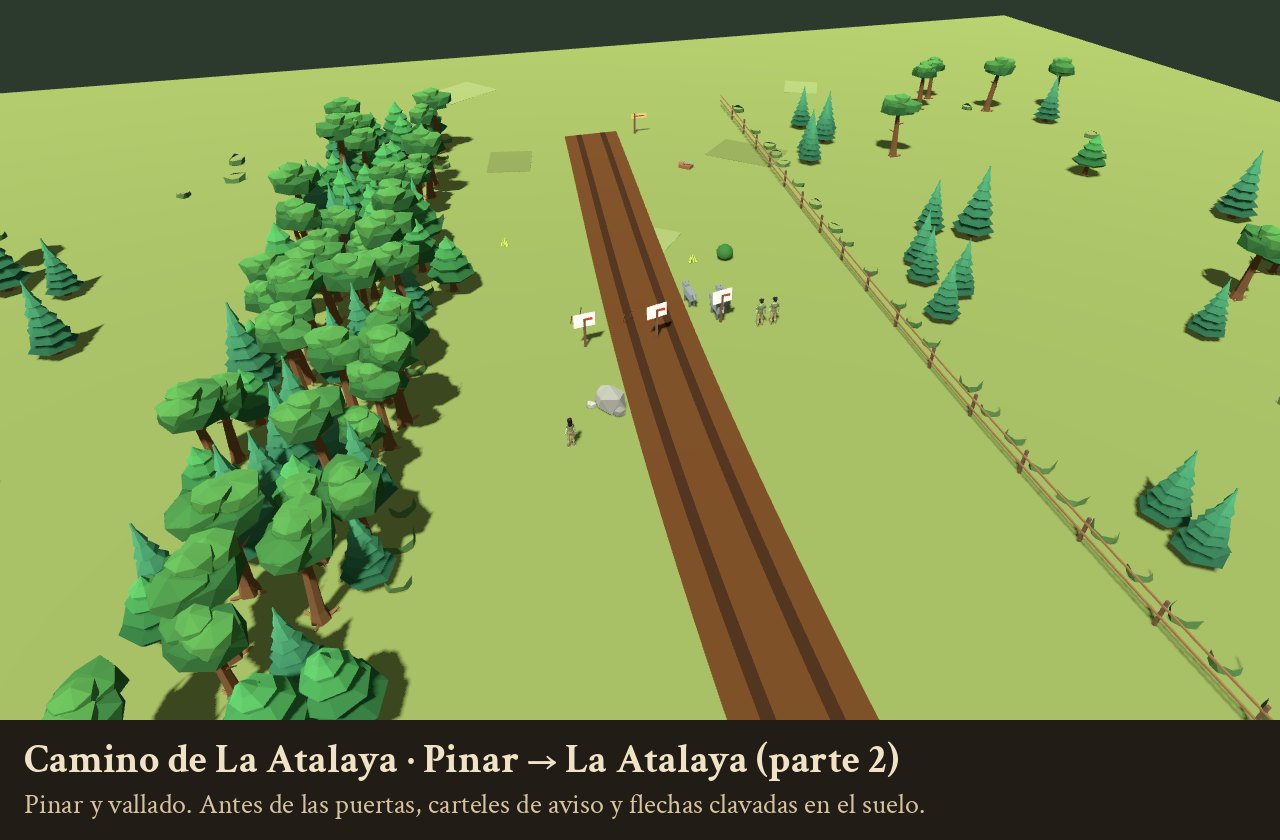 Camino de La Atalaya · Pinar → La Atalaya (parte 2)
Pinar y vallado. Antes de las puertas, carteles de aviso y flechas clavadas en el suelo.